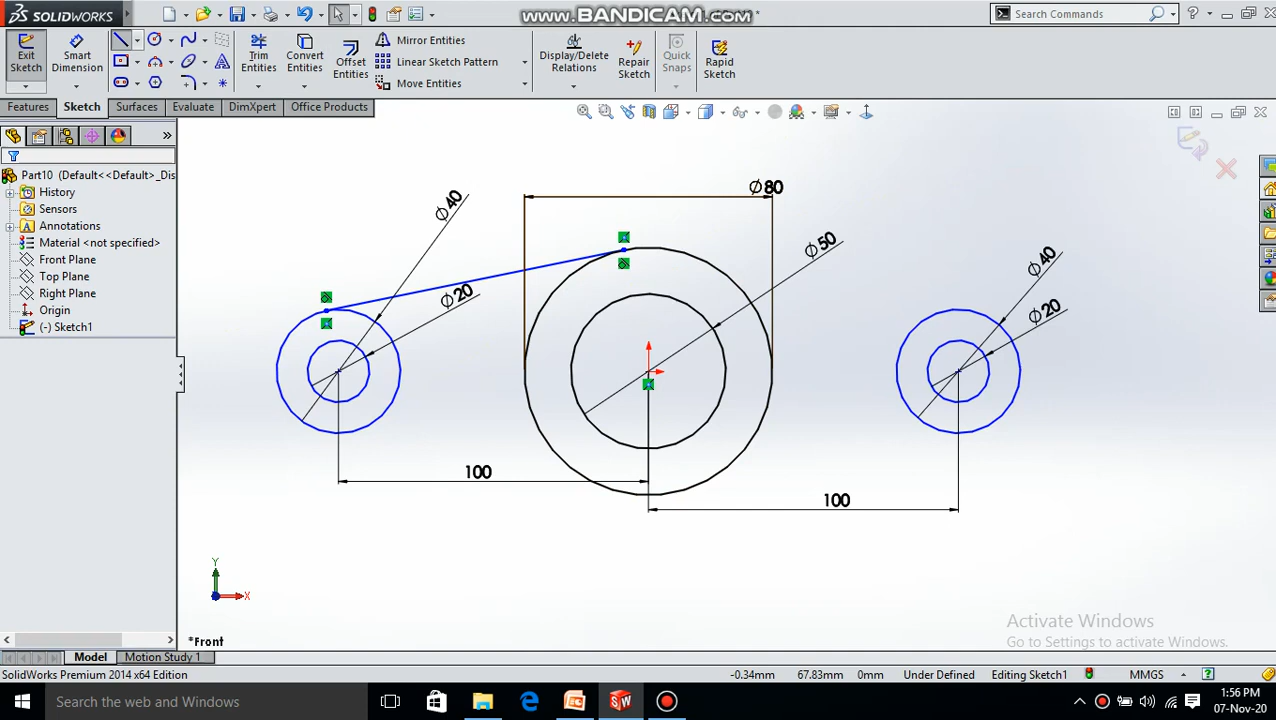 SOLIDWORKS
www.BANDICAM.com
Search Commands
Exit Sketch
Smart Dimension
Trim Entities
Convert Entities
Offset Entities
Mirror Entities
Linear Sketch Pattern
Move Entities
Display/Delete Relations
Repair Sketch
Quick Snaps
Rapid Sketch
Features
Sketch
Surfaces
Evaluate
DimXpert
Office Products
Part10 (Default<<Default>_Dis
History
Sensors
Annotations
Material <not specified>
Front Plane
Top Plane
Right Plane
Origin
(-) Sketch1
Ø40
Ø80
Ø50
Ø20
Ø40
Ø20
100
100
Y
X
*Front
Activate Windows
Go to Settings to activate Windows.
Model
Motion Study 1
SolidWorks Premium 2014 x64 Edition
-0.34mm
67.83mm
0mm
Under Defined
Editing Sketch1
MMGS
Search the web and Windows
1:56 PM
07-Nov-20